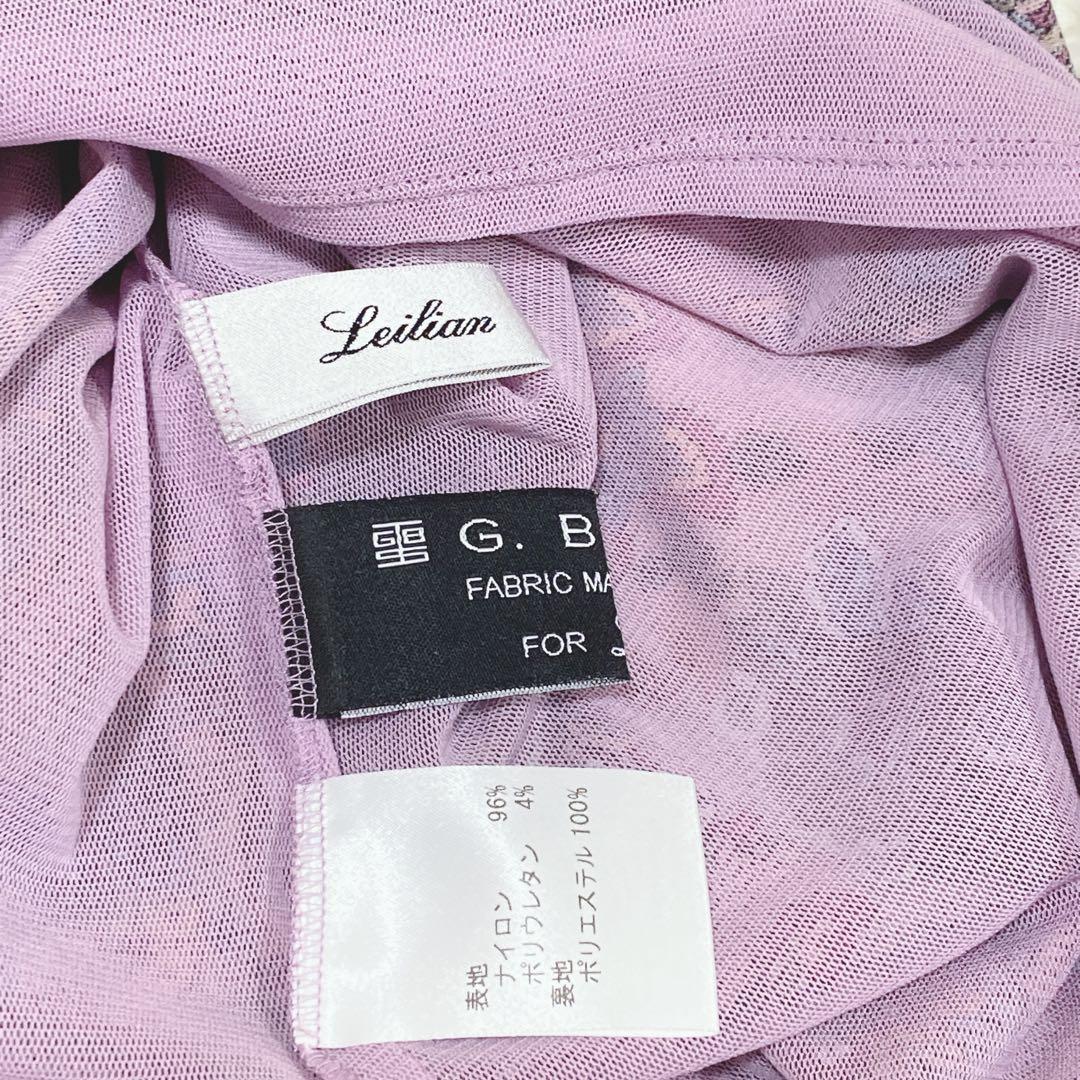 Leilian
G. B
FABRIC MA
FOR
表地
ナイロン 96%
ポリウレタン 4%
裏地
ポリエステル 100%